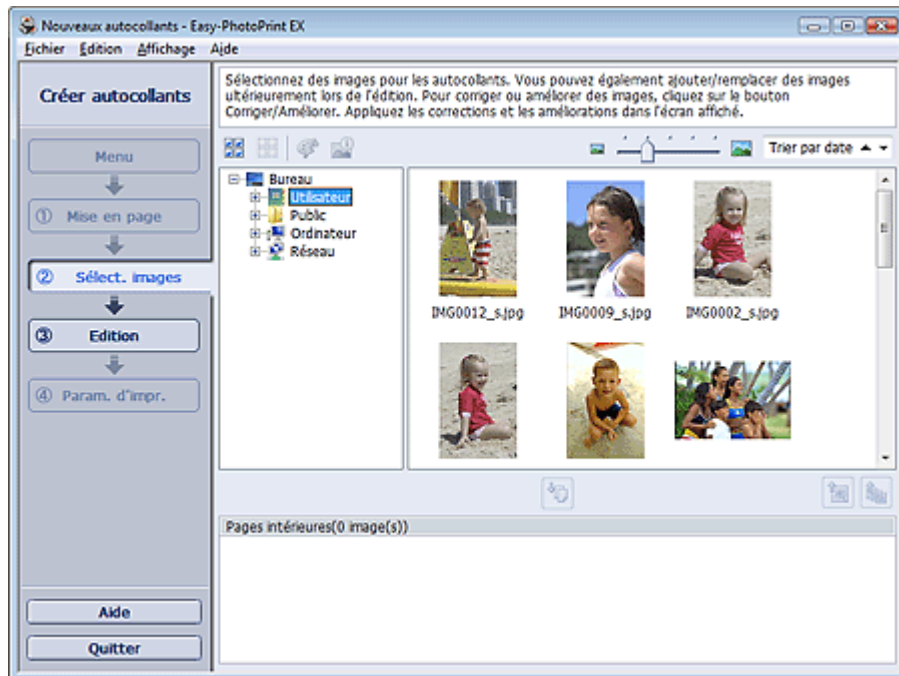 Nouveaux autocollants - Easy-PhotoPrint EX
Fichier Edition Affichage Aide
Créer autocollants
Sélectionnez des images pour les autocollants. Vous pouvez également ajouter/remplacer des images
ultérieurement lors de l'édition. Pour corriger ou améliorer des images, cliquez sur le bouton
Corriger/Améliorer. Appliquez les corrections et les améliorations dans l'écran affiché.
Menu
① Mise en page
② Sélect. images
③ Edition
④ Param. d'impr.
Trier par date
Bureau
Utilisateur
Public
Ordinateur
Réseau
IMG0012_s.jpg IMG0009_s.jpg IMG0002_s.jpg
Pages intérieures(0 image(s))
Aide
Quitter